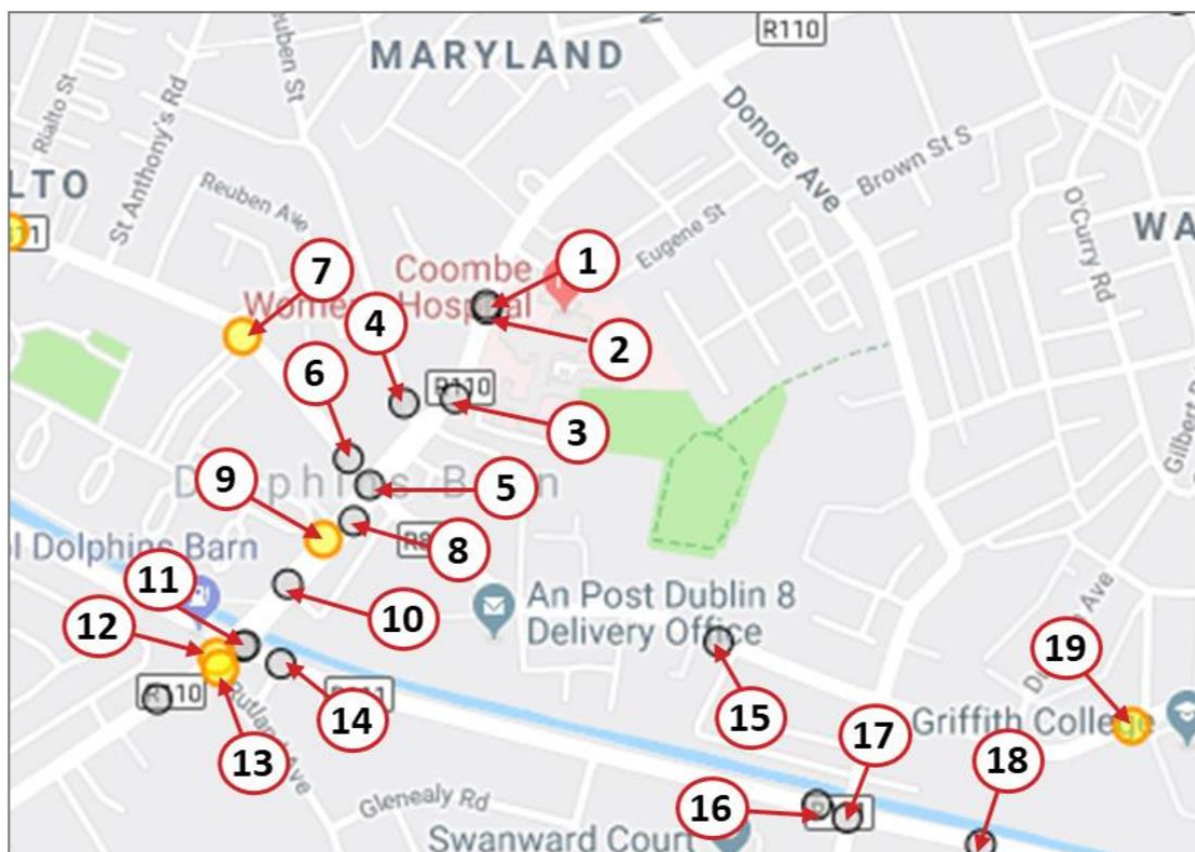 R110
MARYLAND
Reuben St
Rialto St
St Anthony's Rd
Donore Ave
Brown St S
LTO
Reuben Ave
O'Curry Rd
WA
Eugene St
Coombe
Women Hospital
1
7
4
2
6
R110
3
Gilbert R
9
5
Dolphins Barn
8
l Dolphins Barn
11
An Post Dublin 8
Delivery Office
10
12
19
R110
14
15
Griffith College
17
13
Rutland Ave
18
Glenealy Rd
16
Swanward Court